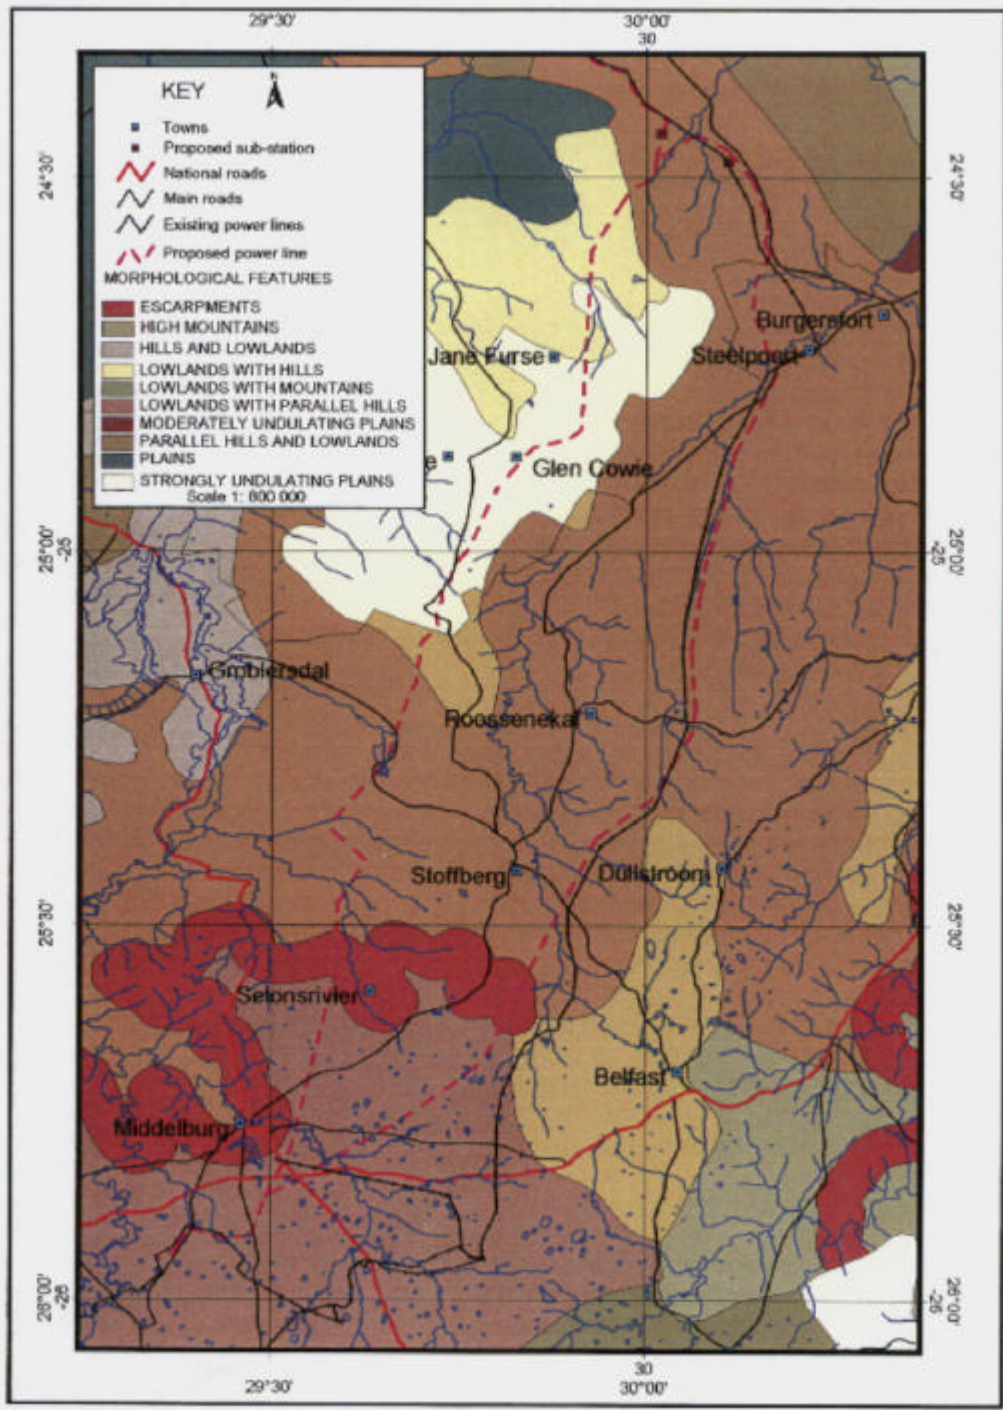 29°30'
30°00'
30
KEY
Towns
Proposed sub-station
National roads
Main roads
Existing power lines
Proposed power line
MORPHOLOGICAL FEATURES
ESCARPMENTS
HIGH MOUNTAINS
HILLS AND LOWLANDS
LOWLANDS WITH HILLS
LOWLANDS WITH MOUNTAINS
LOWLANDS WITH PARALLEL HILLS
MODERATELY UNDULATING PLAINS
PARALLEL HILLS AND LOWLANDS
PLAINS
STRONGLY UNDULATING PLAINS
Scale 1: 600 000
24°30'
24°30'
Burgersfort
Steelpoort
Jane Furse
e
Glen Cowie
25°00'
-25
-25
25°00'
Groblersdal
Roossenekal
Stoffberg
Dullstroom
25°30'
25°30'
Selonsrivier
Belfast
Middelburg
26°00'
-26
-26
26°00'
29°30'
30
30°00'